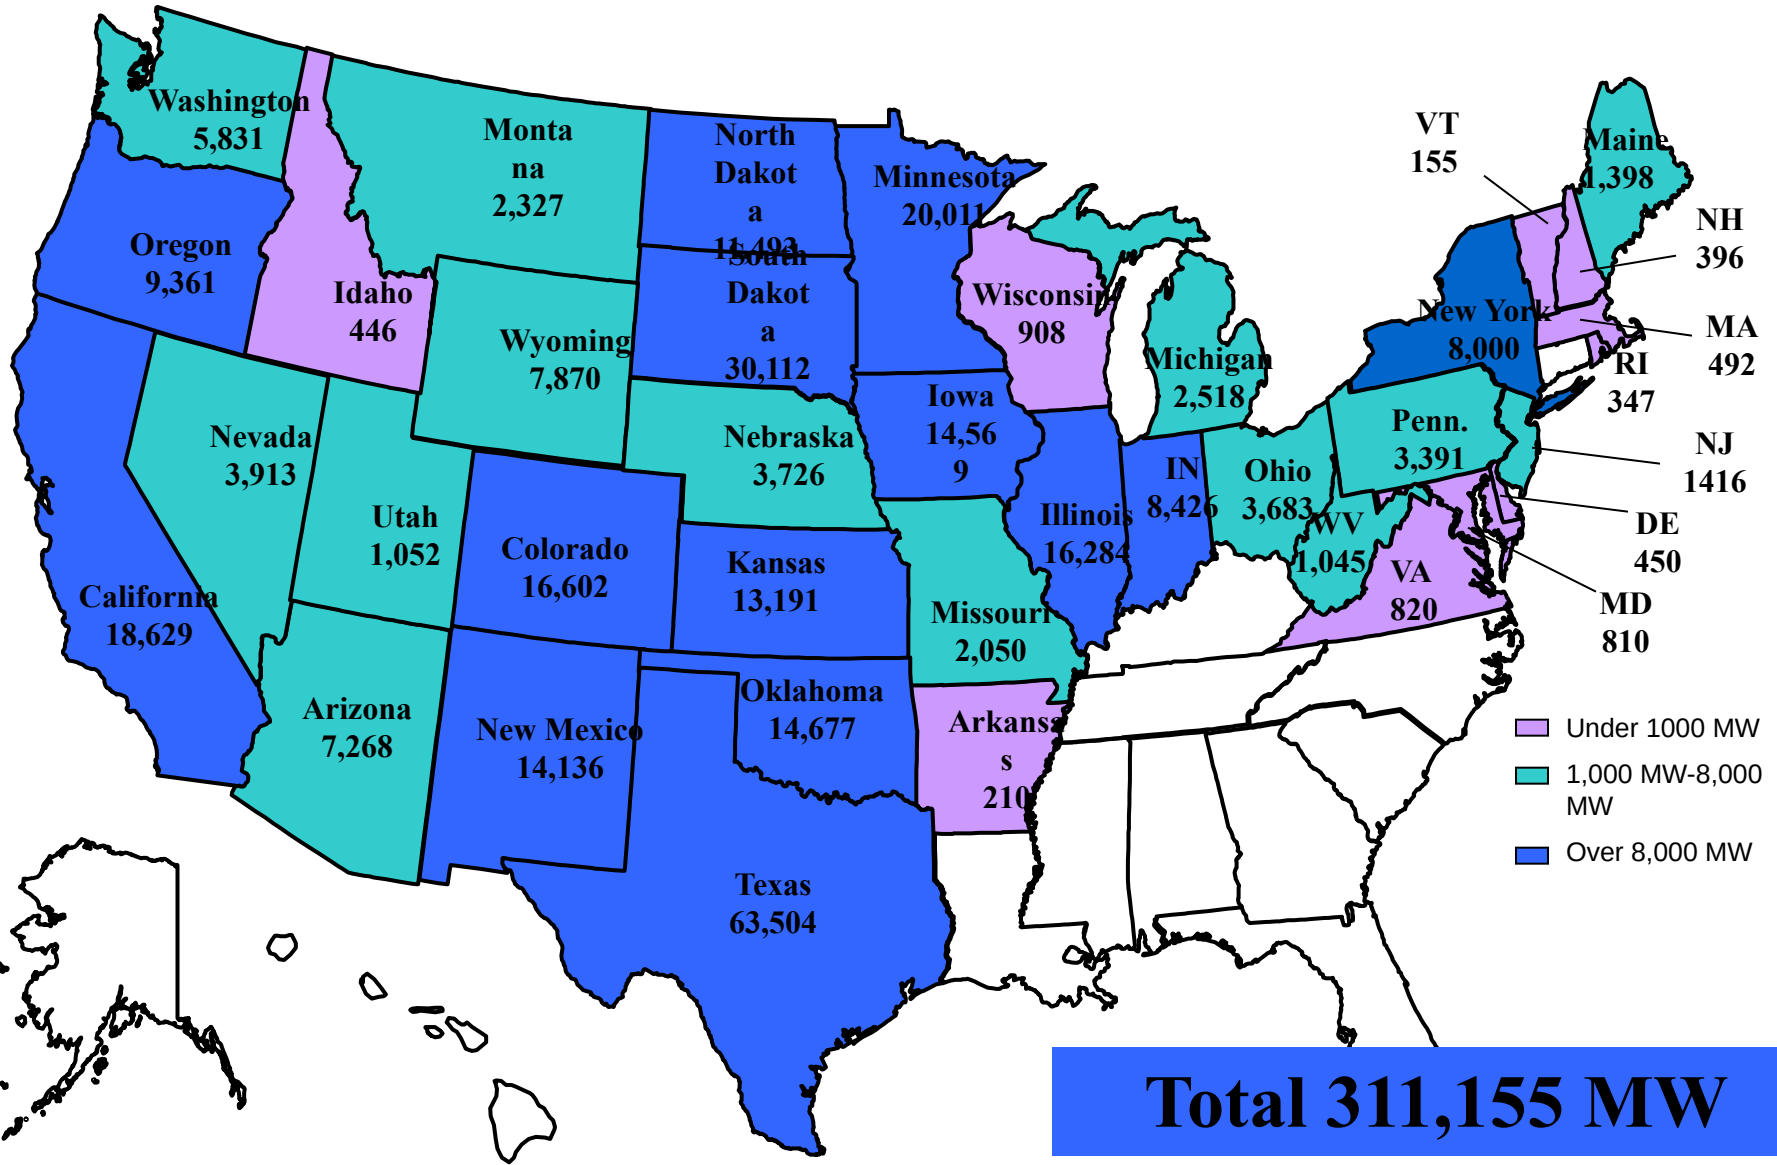 Washington
5,831
Monta
na
2,327
North
Dakot
a
11,493
Minnesota
20,011
VT
155
Maine
1,398
NH
396
Oregon
9,361
Idaho
446
Wyoming
7,870
South
Dakot
a
30,112
Wisconsin
908
Michigan
2,518
New York
8,000
MA
492
RI
347
Nevada
3,913
Utah
1,052
Nebraska
3,726
Iowa
14,56
9
Illinois
16,284
IN
8,426
Ohio
3,683
Penn.
3,391
NJ
1416
WV
1,045
VA
820
DE
450
MD
810
California
18,629
Colorado
16,602
Kansas
13,191
Missouri
2,050
Arizona
7,268
New Mexico
14,136
Oklahoma
14,677
Arkansa
s
210
Texas
63,504
Under 1000 MW
1,000 MW-8,000
MW
Over 8,000 MW
Total 311,155 MW